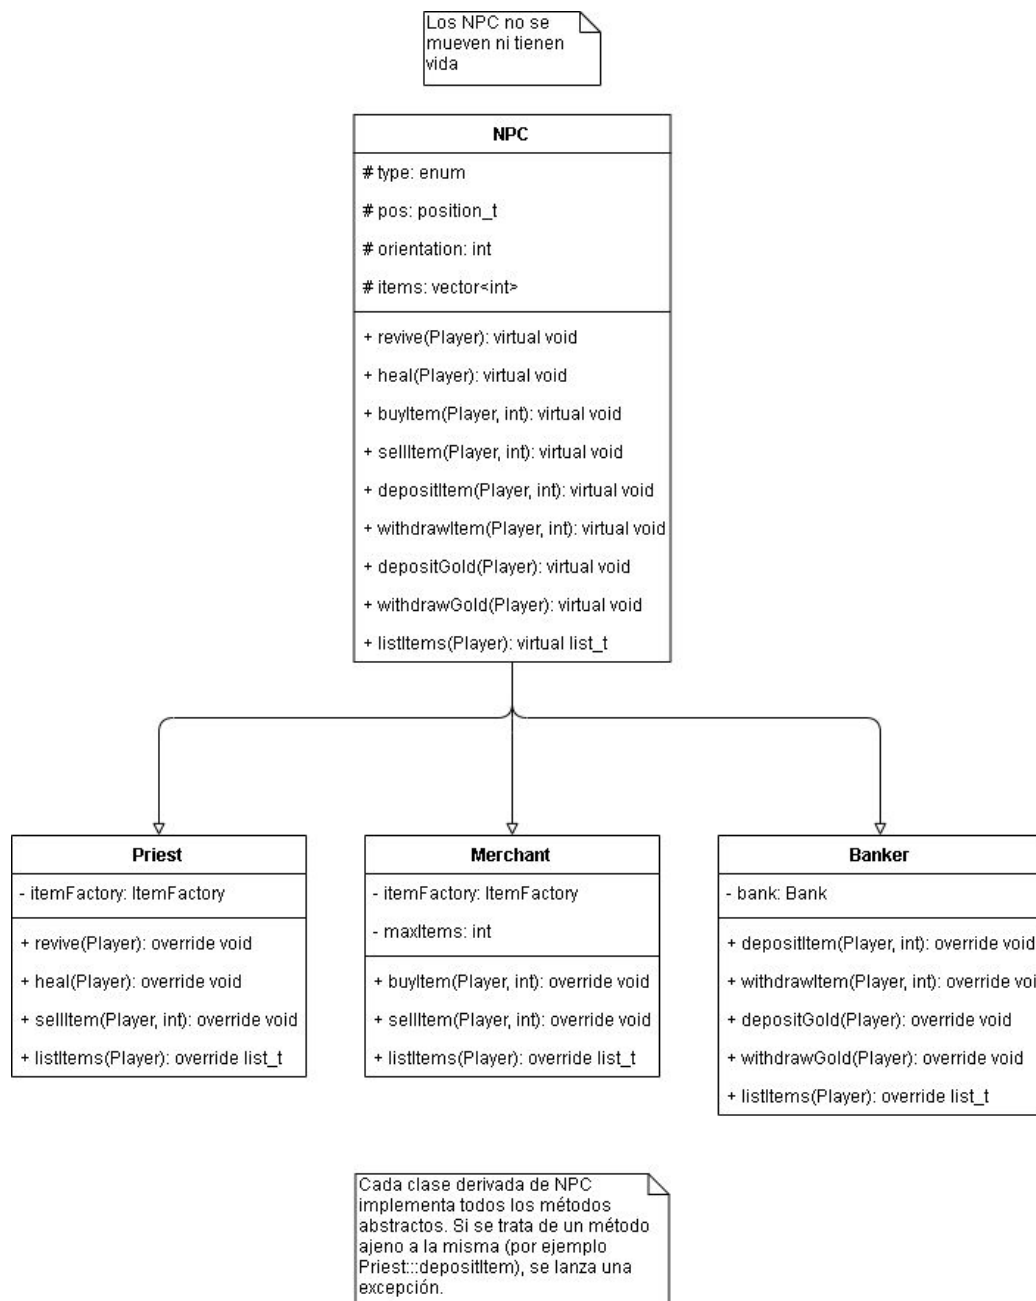 Los NPC no se
mueven ni tienen
vida
NPC
# type: enum
# pos: position_t
# orientation: int
# items: vector<int>
+ revive(Player): virtual void
+ heal(Player): virtual void
+ buyItem(Player, int): virtual void
+ sellItem(Player, int): virtual void
+ depositItem(Player, int): virtual void
+ withdrawItem(Player, int): virtual void
+ depositGold(Player): virtual void
+ withdrawGold(Player): virtual void
+ listItems(Player): virtual list_t
Priest
- itemFactory: ItemFactory
+ revive(Player): override void
+ heal(Player): override void
+ sellItem(Player, int): override void
+ listItems(Player): override list_t
Merchant
- itemFactory: ItemFactory
- maxItems: int
+ buyItem(Player, int): override void
+ sellItem(Player, int): override void
+ listItems(Player): override list_t
Banker
- bank: Bank
+ depositItem(Player, int): override void
+ withdrawItem(Player, int): override voi
+ depositGold(Player): override void
+ withdrawGold(Player): override void
+ listItems(Player): override list_t
Cada clase derivada de NPC
implementa todos los métodos
abstractos. Si se trata de un método
ajeno a la misma (por ejemplo
Priest:::depositItem), se lanza una
excepción.